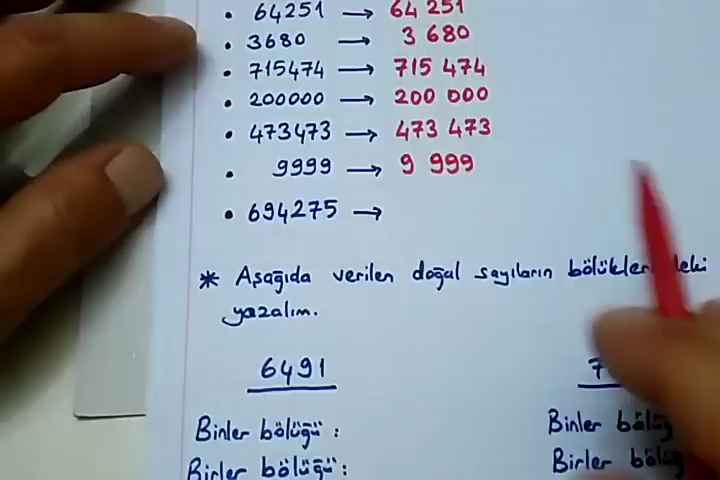 • 64251 → 64 251
• 3680 → 3 680
• 715474 → 715 474
• 200000 → 200 000
• 473473 → 473 473
• 9999 → 9 999
• 694275 →
* Aşağıda verilen doğal sayıların
yazalım.
6491 7
Binler bölüğü : Binler
Birler bölüğü: Birler